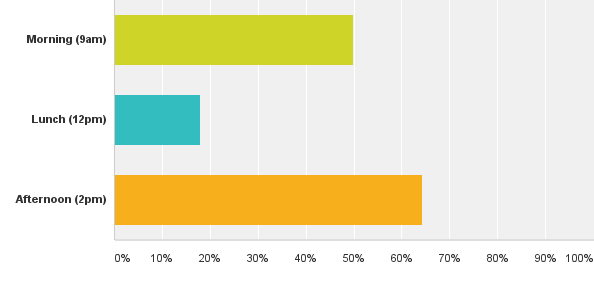 Morning (9am)
Lunch (12pm)
Afternoon (2pm)
0% 10% 20% 30% 40% 50% 60% 70% 80% 90% 100%